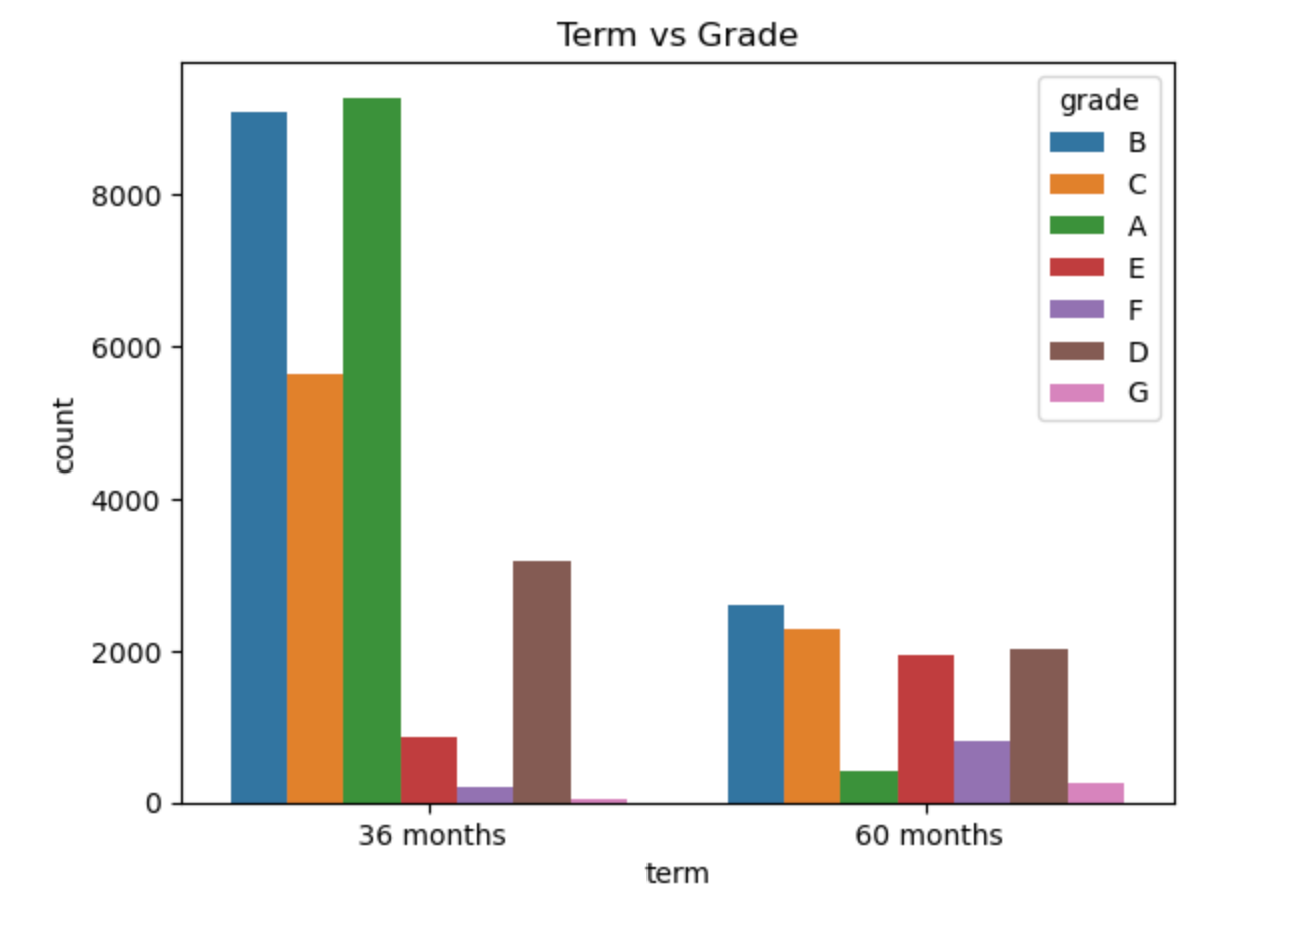 Term vs Grade
grade
B
C
A
E
F
D
G
8000
6000
4000
2000
0
count
36 months
60 months
term